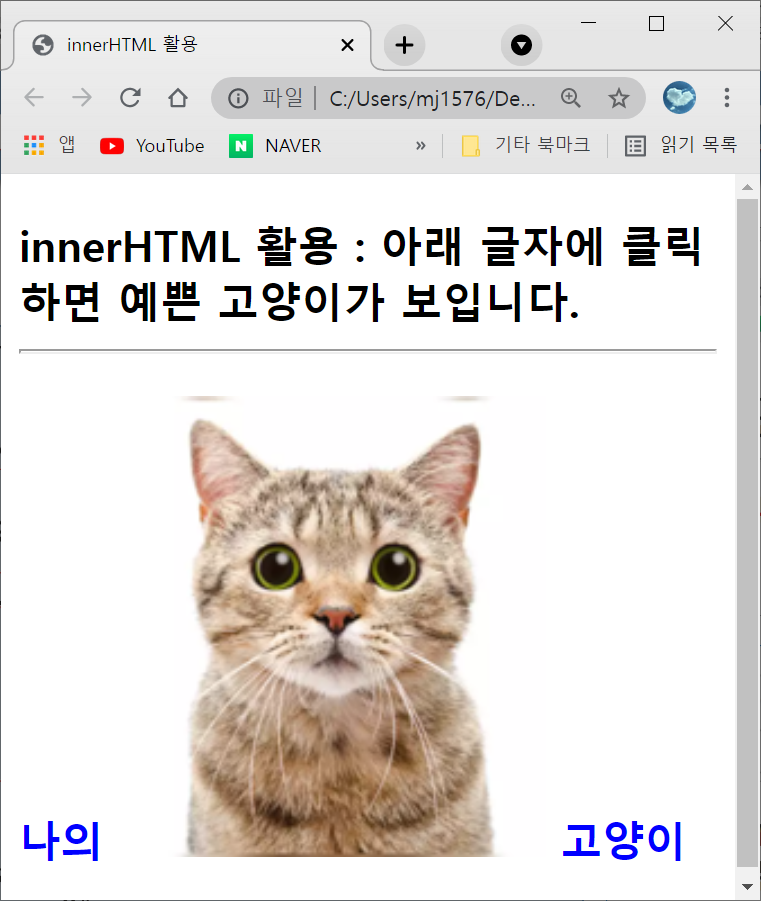 innerHTML 활용
파일 | C:/Users/mj1576/De...
앱 YouTube NAVER » 기타 북마크 읽기 목록
innerHTML 활용 : 아래 글자에 클릭
하면 예쁜 고양이가 보입니다.
나의 고양이